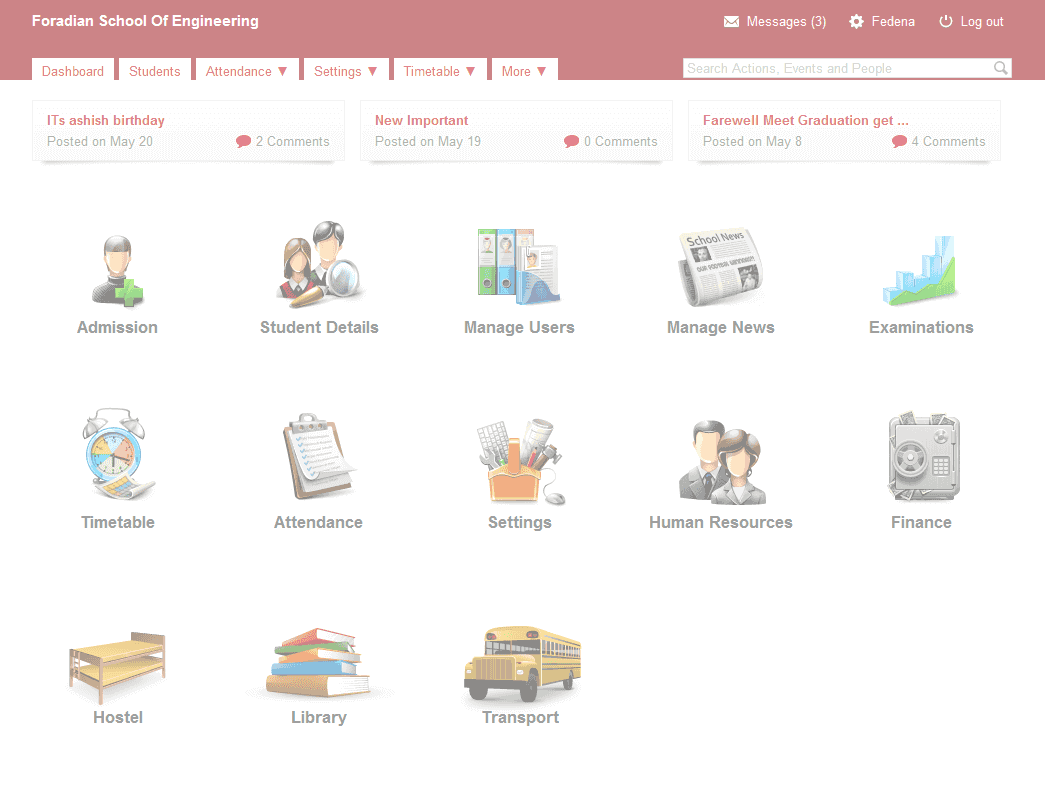 Foradian School Of Engineering
Messages (3) Fedena Log out
Dashboard Students Attendance ▼ Settings ▼ Timetable ▼ More ▼ Search Actions, Events and People
ITs ashish birthday
Posted on May 20 2 Comments
New Important
Posted on May 19 0 Comments
Farewell Meet Graduation get ...
Posted on May 8 4 Comments
School News
OUR FOOTBALL WINNERS!!!
Admission Student Details Manage Users Manage News Examinations
Timetable Attendance Settings Human Resources Finance
Hostel Library Transport